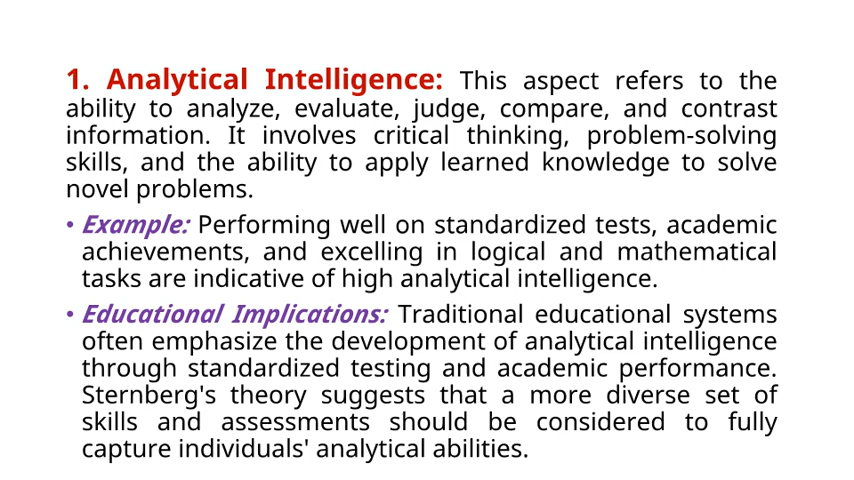 1. Analytical Intelligence: This aspect refers to the
ability to analyze, evaluate, judge, compare, and contrast
information. It involves critical thinking, problem-solving
skills, and the ability to apply learned knowledge to solve
novel problems.
• Example: Performing well on standardized tests, academic
achievements, and excelling in logical and mathematical
tasks are indicative of high analytical intelligence.
• Educational Implications: Traditional educational systems
often emphasize the development of analytical intelligence
through standardized testing and academic performance.
Sternberg's theory suggests that a more diverse set of
skills and assessments should be considered to fully
capture individuals' analytical abilities.